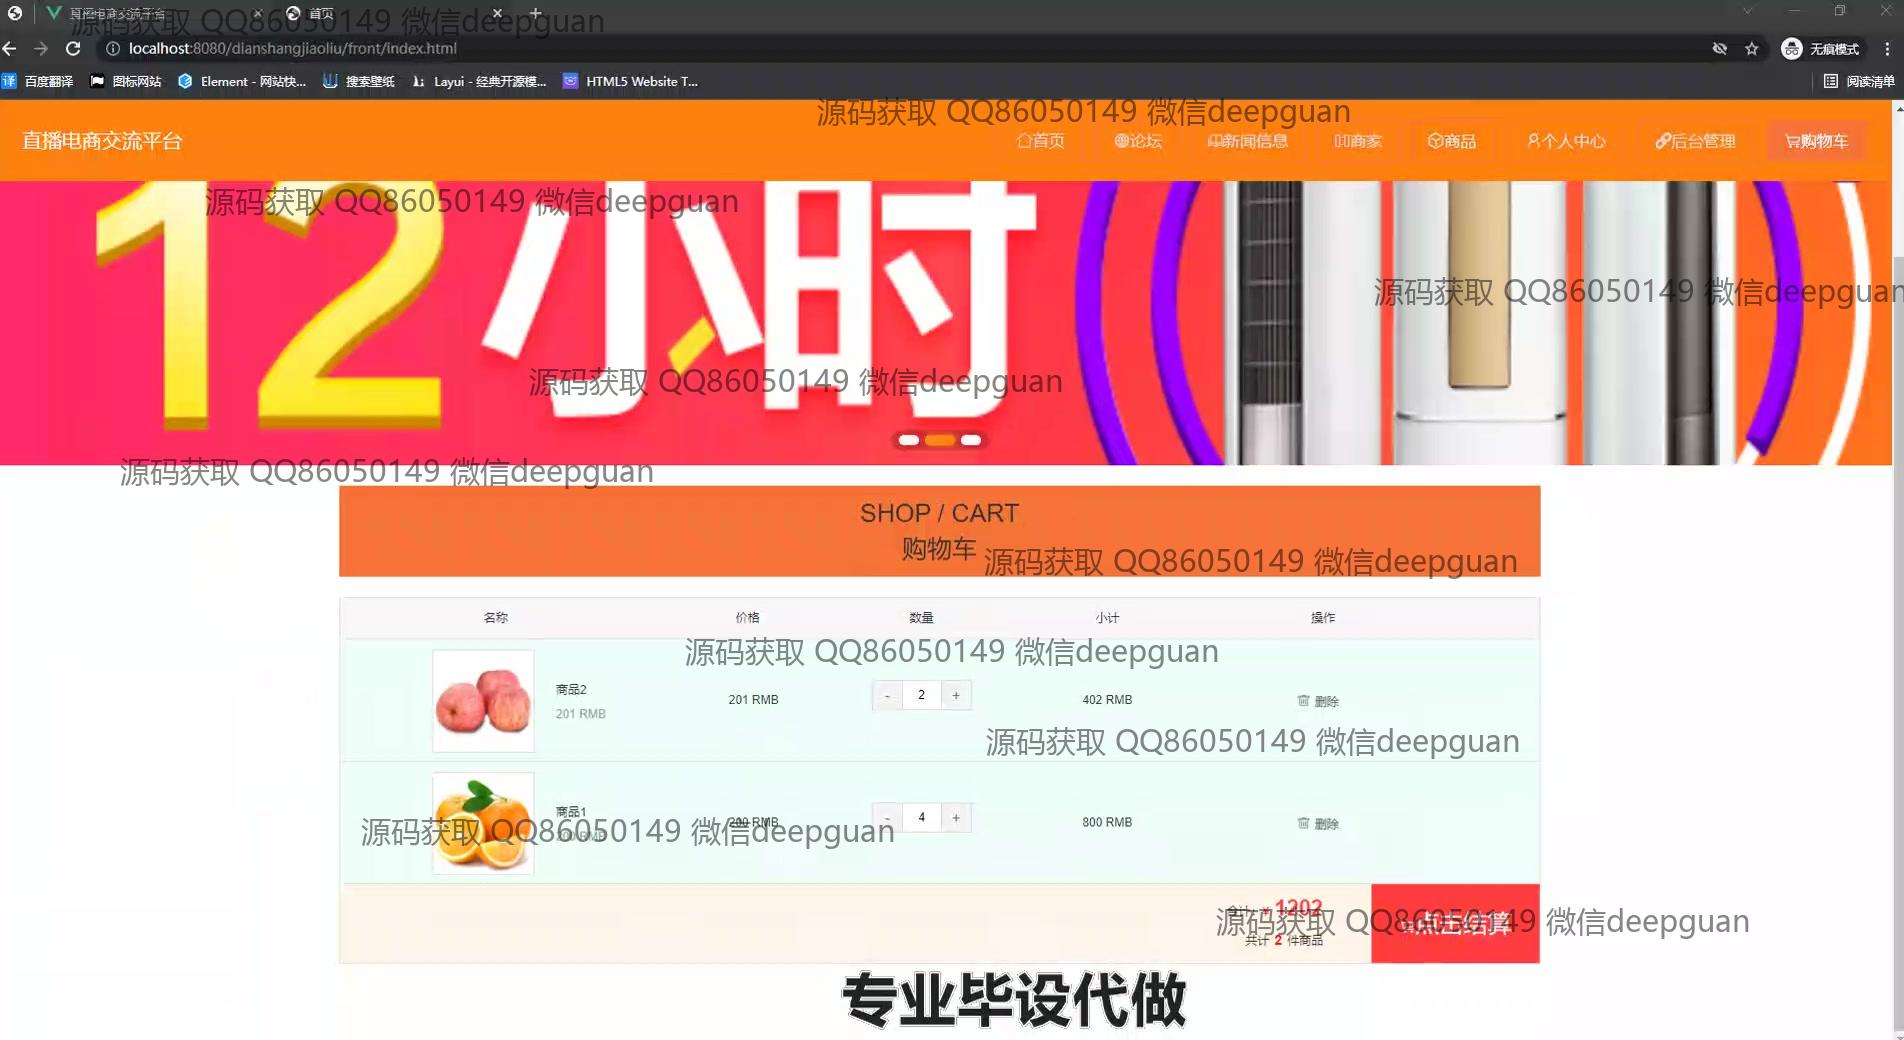 直播电商交流平台
首页
源码获取 QQ86050149 微信deepguan
localhost:8080/dianshangjiaoliu/front/index.html
无痕模式
百度翻译
图标网站
Element - 网站快...
搜索壁纸
Layui - 经典开源模...
HTML5 Website T...
阅读清单
源码获取 QQ86050149 微信deepguan
直播电商交流平台
首页
论坛
新闻信息
商家
商品
个人中心
后台管理
购物车
源码获取 QQ86050149 微信deepguan
12小时
源码获取 QQ86050149 微信deepguan
源码获取 QQ86050149 微信deepguan
源码获取 QQ86050149 微信deepguan
SHOP / CART
购物车
源码获取 QQ86050149 微信deepguan
名称 价格 数量 小计 操作
源码获取 QQ86050149 微信deepguan
商品2
201 RMB
201 RMB
- 2 +
402 RMB
删除
源码获取 QQ86050149 微信deepguan
商品1
200 RMB
200 RMB
- 4 +
800 RMB
删除
源码获取 QQ86050149 微信deepguan
合计: ¥ 1202
共计 2 件商品
点击结算
源码获取 QQ86050149 微信deepguan
专业毕设代做